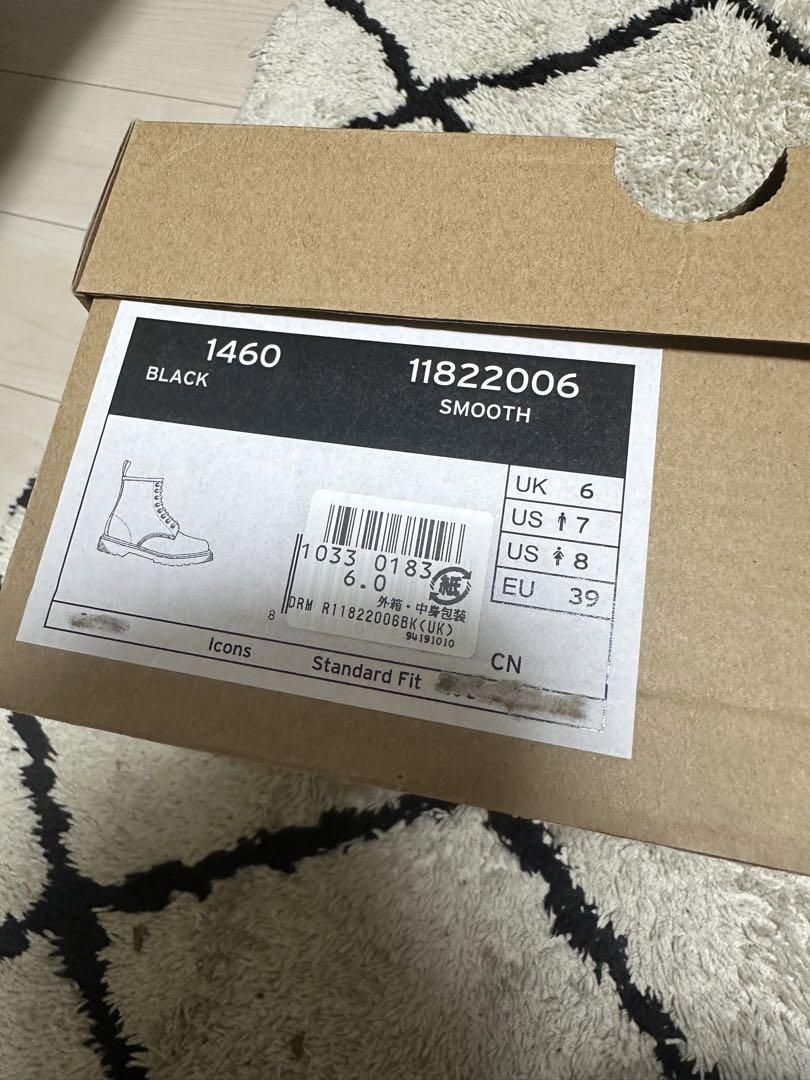 1460
BLACK
11822006
SMOOTH
UK 6
US 7
US 8
EU 39
1033 0183
6.0
紙
外箱・中身包装
DRM R11822006BK(UK)
94191010
8
Icons
Standard Fit
CN